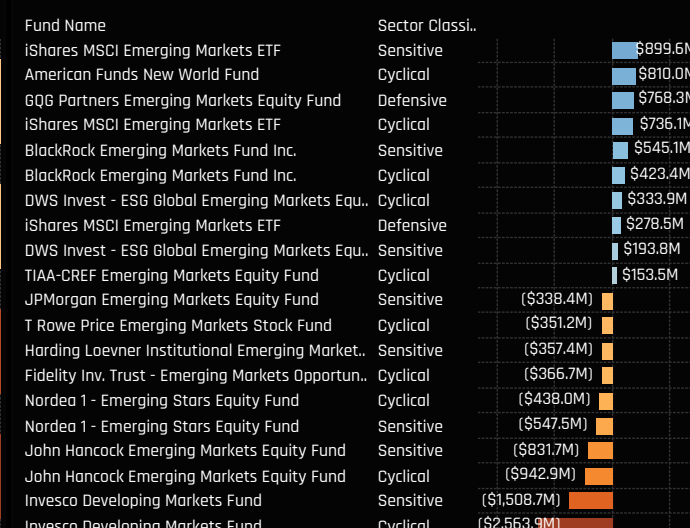 Fund Name Sector Classi..
iShares MSCI Emerging Markets ETF Sensitive $899.6M
American Funds New World Fund Cyclical $810.0M
GQG Partners Emerging Markets Equity Fund Defensive $768.3M
iShares MSCI Emerging Markets ETF Cyclical $736.1M
BlackRock Emerging Markets Fund Inc. Sensitive $545.1M
BlackRock Emerging Markets Fund Inc. Cyclical $423.4M
DWS Invest - ESG Global Emerging Markets Equ.. Cyclical $333.9M
iShares MSCI Emerging Markets ETF Defensive $278.5M
DWS Invest - ESG Global Emerging Markets Equ.. Sensitive $193.8M
TIAA-CREF Emerging Markets Equity Fund Cyclical $153.5M
JPMorgan Emerging Markets Equity Fund Sensitive ($338.4M)
T Rowe Price Emerging Markets Stock Fund Cyclical ($351.2M)
Harding Loevner Institutional Emerging Market.. Sensitive ($357.4M)
Fidelity Inv. Trust - Emerging Markets Opportun.. Cyclical ($366.7M)
Nordea 1 - Emerging Stars Equity Fund Cyclical ($438.0M)
Nordea 1 - Emerging Stars Equity Fund Sensitive ($547.5M)
John Hancock Emerging Markets Equity Fund Sensitive ($831.7M)
John Hancock Emerging Markets Equity Fund Cyclical ($942.9M)
Invesco Developing Markets Fund Sensitive ($1,508.7M)
Invesco Developing Markets Fund Cyclical ($2,563.9M)